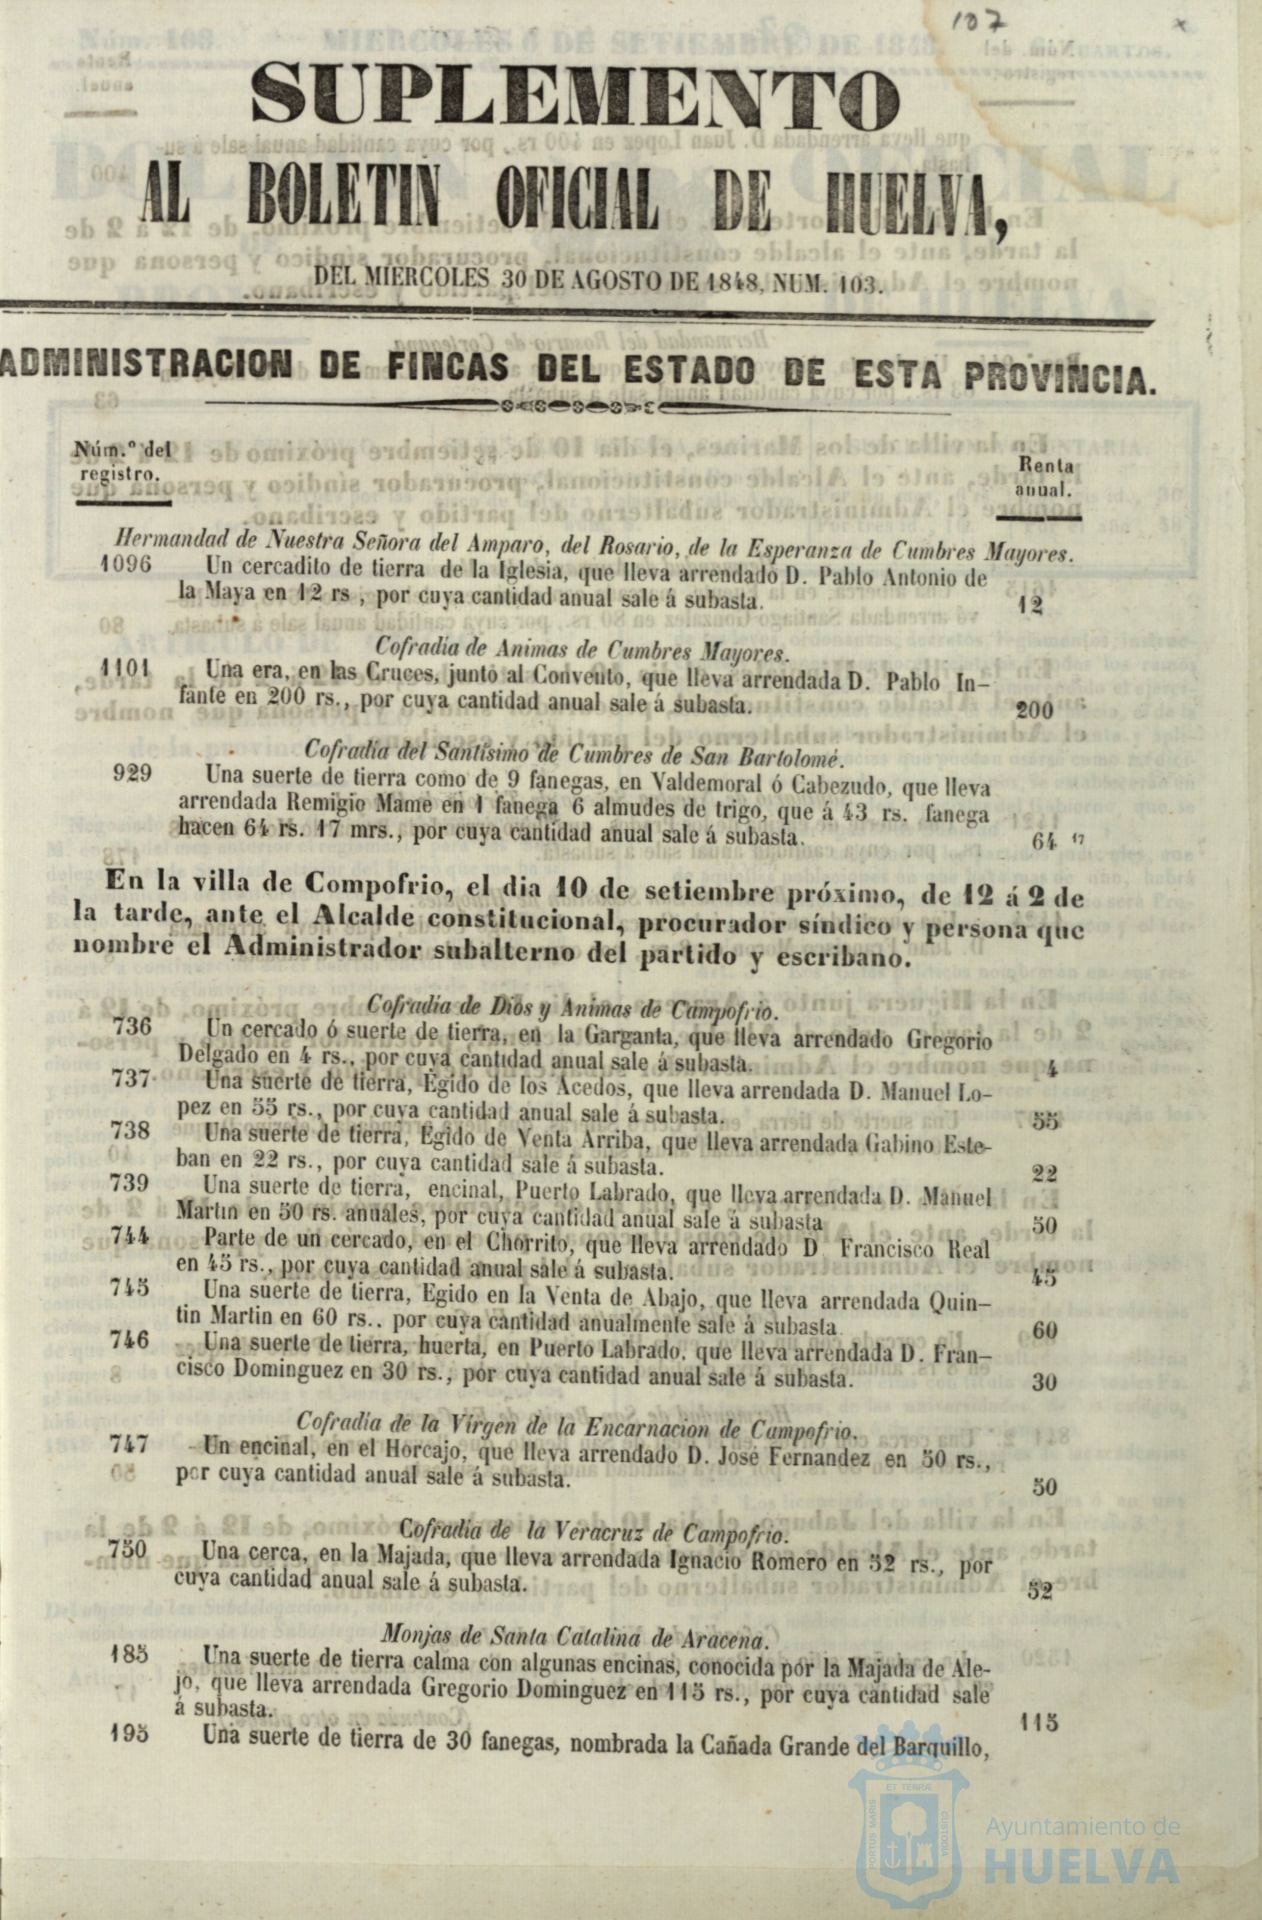 107 ×
SUPLEMENTO
AL BOLETIN OFICIAL DE HUELVA,
DEL MIERCOLES 30 DE AGOSTO DE 1848, NUM. 103.
ADMINISTRACION DE FINCAS DEL ESTADO DE ESTA PROVINCIA.
Núm.º del
registro.
Renta
anual.
Hermandad de Nuestra Señora del Amparo, del Rosario, de la Esperanza de Cumbres Mayores.
1096 Un cercadito de tierra de la Iglesia, que lleva arrendado D. Pablo Antonio de
la Maya en 12 rs , por cuya cantidad anual sale á subasta. 12
Cofradía de Animas de Cumbres Mayores.
1101 Una era, en las Cruces, junto al Convento, que lleva arrendada D. Pablo In-
fante en 200 rs., por cuya cantidad anual sale á subasta. 200
Cofradía del Santísimo de Cumbres de San Bartolomé.
929 Una suerte de tierra como de 9 fanegas, en Valdemoral ó Cabezudo, que lleva
arrendada Remigio Mame en 1 fanega 6 almudes de trigo, que á 43 rs. fanega
hacen 64 rs. 17 mrs., por cuya cantidad anual sale á subasta. 64 17
En la villa de Compofrio, el dia 10 de setiembre próximo, de 12 á 2 de
la tarde, ante el Alcalde constitucional, procurador síndico y persona que
nombre el Administrador subalterno del partido y escribano.
Cofradía de Dios y Animas de Campofrio.
736 Un cercado ó suerte de tierra, en la Garganta, que lleva arrendado Gregorio
Delgado en 4 rs., por cuya cantidad anual sale á subasta. 4
737 Una suerte de tierra, Egido de los Acedos, que lleva arrendada D. Manuel Lo-
pez en 55 rs., por cuya cantidad anual sale á subasta. 55
738 Una suerte de tierra, Egido de Venta Arriba, que lleva arrendada Gabino Este-
ban en 22 rs., por cuya cantidad sale á subasta. 22
739 Una suerte de tierra, encinal, Puerto Labrado, que lleva arrendada D. Manuel
Martin en 50 rs. anuales, por cuya cantidad anual sale á subasta 50
744 Parte de un cercado, en el Chorrito, que lleva arrendado D. Francisco Real
en 45 rs., por cuya cantidad anual sale á subasta. 45
745 Una suerte de tierra, Egido en la Venta de Abajo, que lleva arrendada Quin-
tin Martin en 60 rs., por cuya cantidad anualmente sale á subasta. 60
746 Una suerte de tierra, huerta, en Puerto Labrado, que lleva arrendada D. Fran-
cisco Dominguez en 30 rs., por cuya cantidad anual sale á subasta. 30
Cofradía de la Vírgen de la Encarnacion de Campofrio.
747 Un encinal, en el Horcajo, que lleva arrendado D. José Fernandez en 50 rs.,
por cuya cantidad anual sale á subasta. 50
Cofradía de la Veracruz de Campofrio.
750 Una cerca, en la Majada, que lleva arrendada Ignacio Romero en 52 rs., por
cuya cantidad anual sale á subasta. 52
Monjas de Santa Catalina de Aracena.
185 Una suerte de tierra calma con algunas encinas, conocida por la Majada de Ale-
jo, que lleva arrendada Gregorio Dominguez en 115 rs., por cuya cantidad sale
á subasta. 115
195 Una suerte de tierra de 30 fanegas, nombrada la Cañada Grande del Barquillo,
PORTUS MARIS ET TERRÆ CUSTODIA
Ayuntamiento de
HUELVA